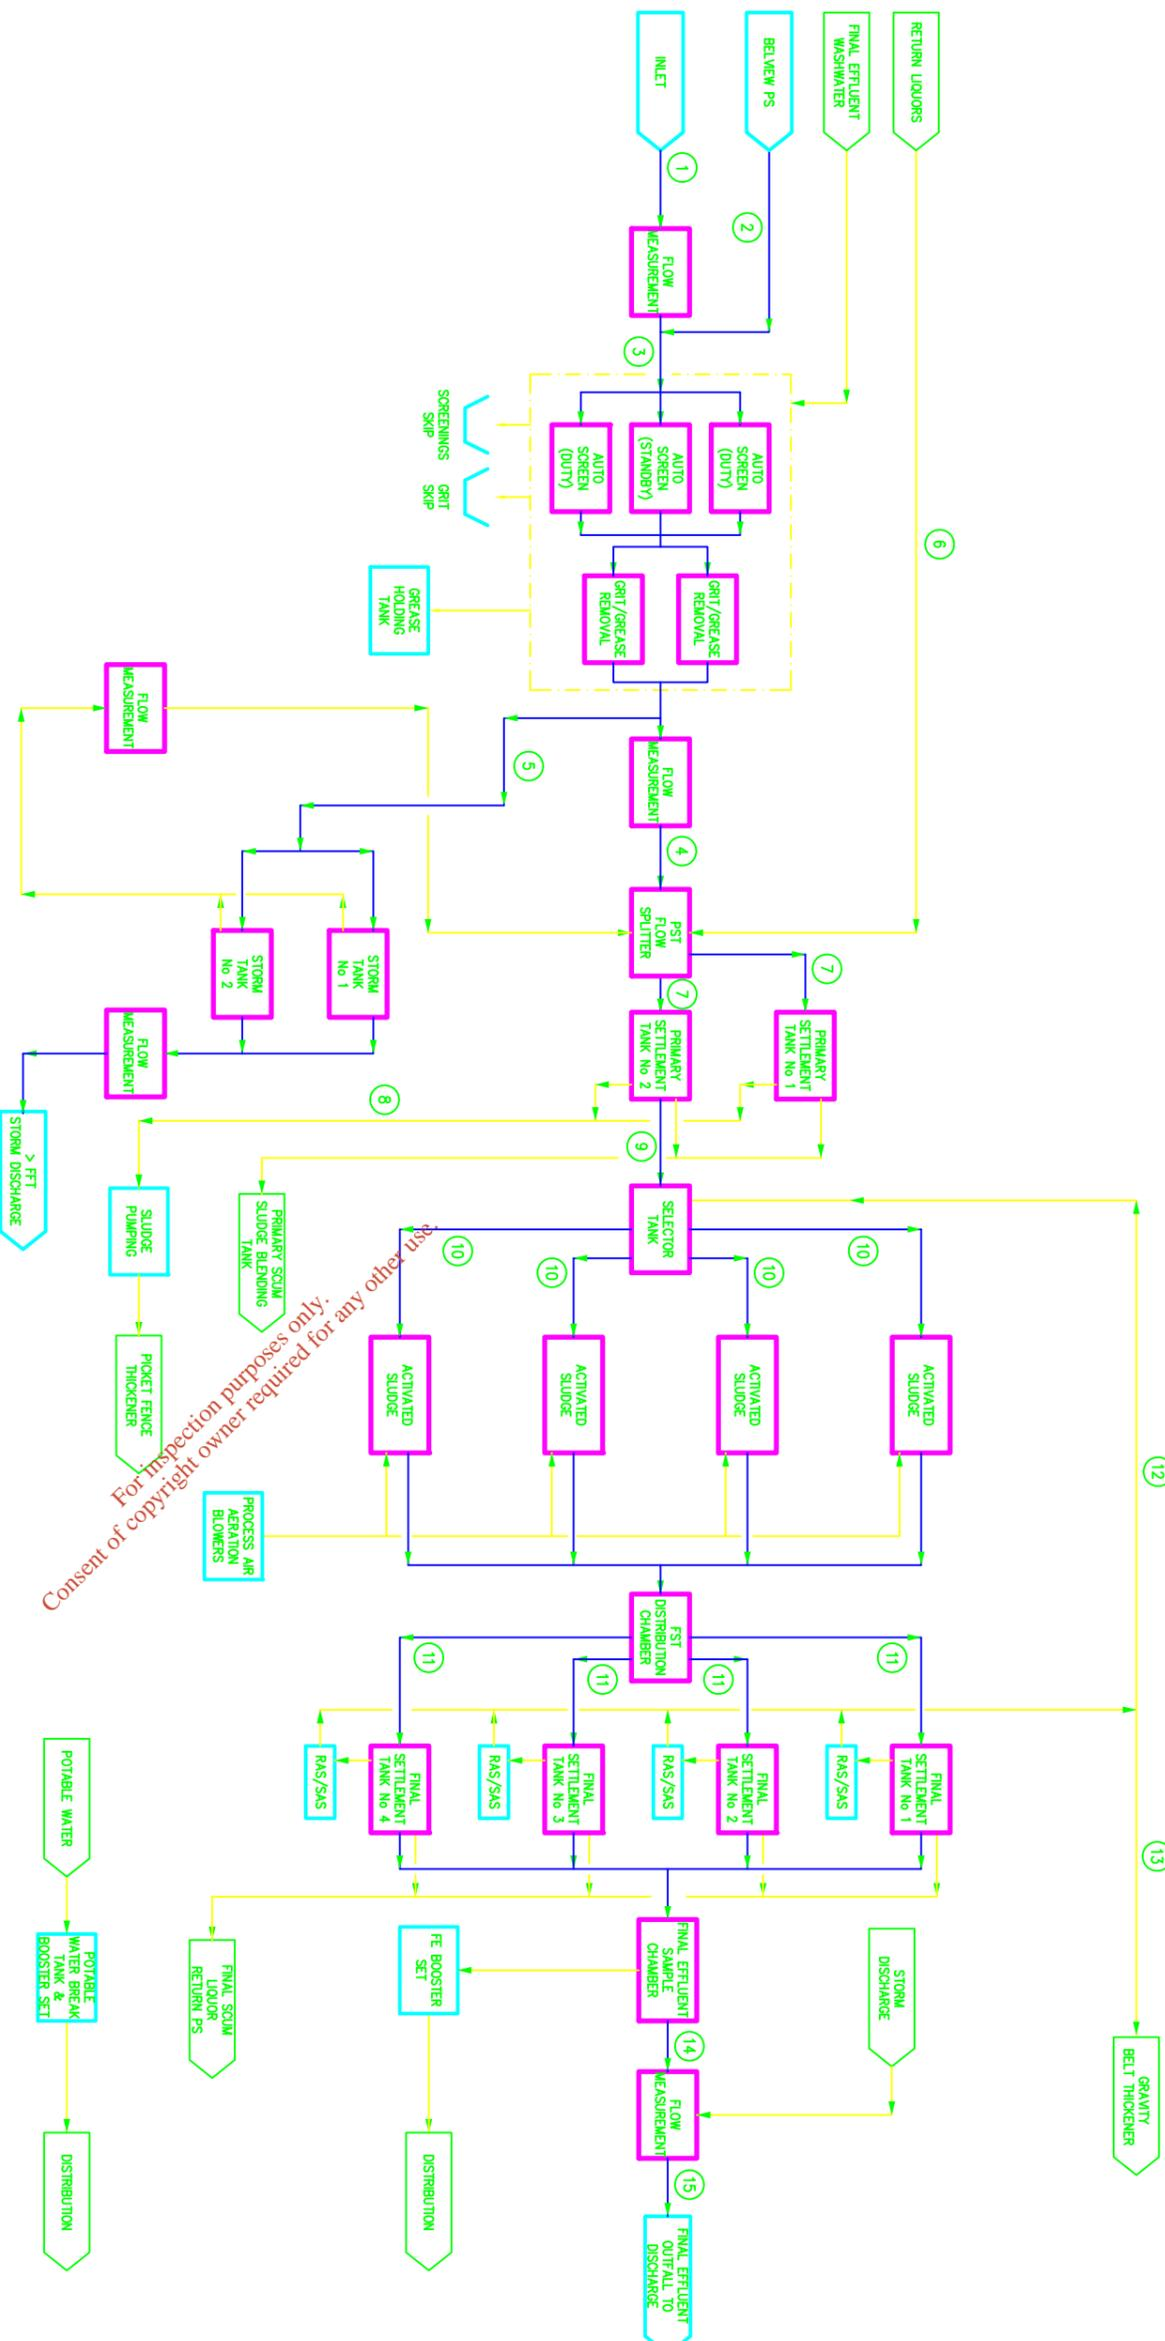 RETURN LIQUORS
FINAL EFFLUENT
WASHWATER
BELVIEW PS
INLET
1
2
FLOW
MEASUREMENT
3
6
AUTO
SCREEN
(DUTY)
AUTO
SCREEN
(STANDBY)
AUTO
SCREEN
(DUTY)
SCREENINGS
SKIP
GRIT
SKIP
GRIT/GREASE
REMOVAL
GRIT/GREASE
REMOVAL
GREASE
HOLDING
TANK
FLOW
MEASUREMENT
FLOW
MEASUREMENT
5
4
PST
FLOW
SPLITTER
STORM
TANK
No 1
STORM
TANK
No 2
7
7
PRIMARY
SETTLEMENT
TANK No 1
PRIMARY
SETTLEMENT
TANK No 2
FLOW
MEASUREMENT
8
9
> FFT
STORM DISCHARGE
SLUDGE
PUMPING
PRIMARY SCUM
SLUDGE BLENDING
TANK
SELECTOR
TANK
10
10
10
10
PICKET FENCE
THICKENER
ACTIVATED
SLUDGE
ACTIVATED
SLUDGE
ACTIVATED
SLUDGE
ACTIVATED
SLUDGE
12
For inspection purposes only.
Consent of copyright owner required for any other use.
PROCESS AIR
AERATION
BLOWERS
FST
DISTRIBUTION
CHAMBER
11
11
11
11
FINAL
SETTLEMENT
TANK No 1
RAS/SAS
FINAL
SETTLEMENT
TANK No 2
RAS/SAS
FINAL
SETTLEMENT
TANK No 3
RAS/SAS
FINAL
SETTLEMENT
TANK No 4
RAS/SAS
13
POTABLE WATER
POTABLE
WATER BREAK
TANK &
BOOSTER SET
FINAL SCUM
LIQUOR
RETURN PS
FE BOOSTER
SET
FINAL EFFLUENT
SAMPLE
CHAMBER
STORM
DISCHARGE
14
FLOW
MEASUREMENT
GRAVITY
BELT THICKENER
15
DISTRIBUTION
DISTRIBUTION
FINAL EFFLUENT
OUTFALL TO
DISCHARGE